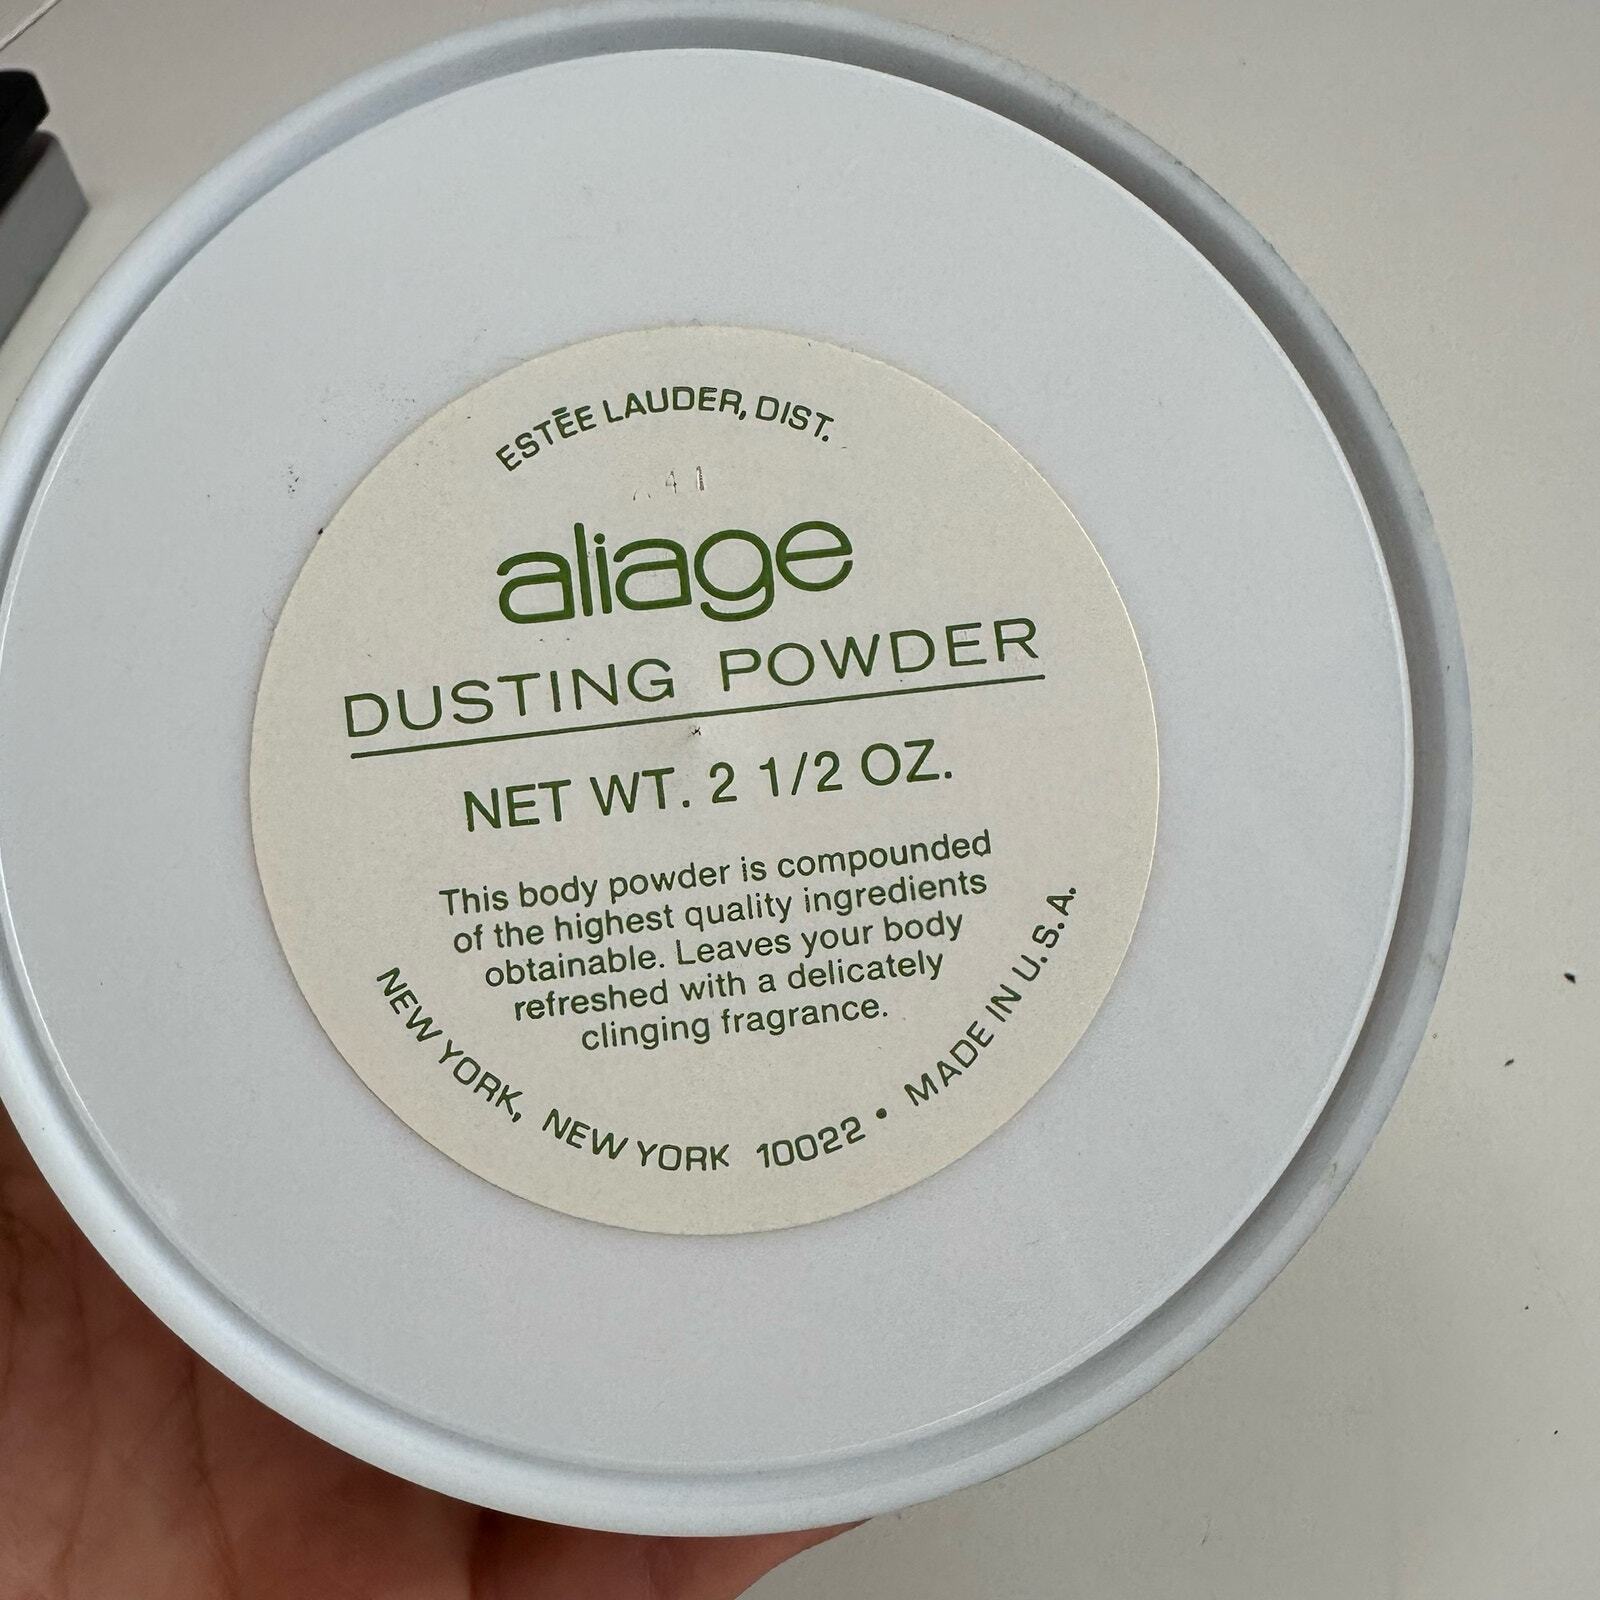 ESTĒE LAUDER, DIST.
aliage
DUSTING POWDER
NET WT. 2 1/2 OZ.
This body powder is compounded
of the highest quality ingredients
obtainable. Leaves your body
refreshed with a delicately
clinging fragrance.
NEW YORK, NEW YORK 10022 • MADE IN U.S.A.